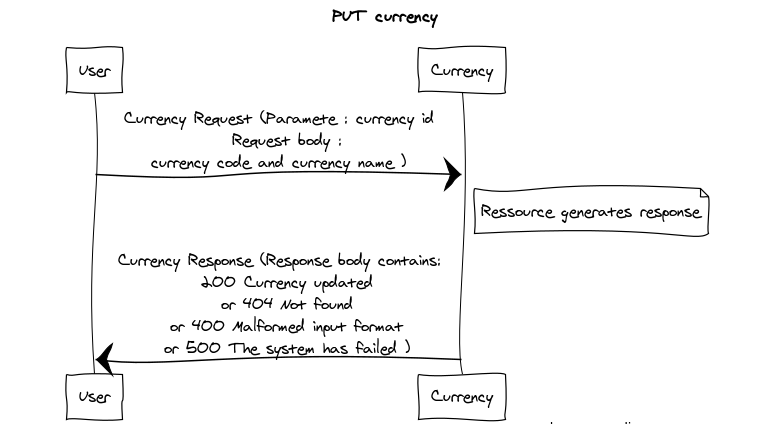 PUT currency
User
Currency
Currency Request (Paramete : currency id
Request body :
currency code and currency name )
Ressource generates response
Currency Response (Response body contains:
200 Currency updated
or 404 Not found
or 400 Malformed input format
or 500 The system has failed )
User
Currency